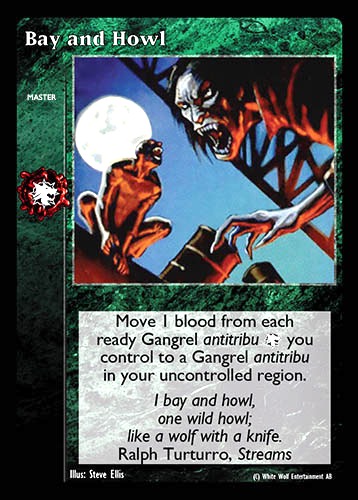 Bay and Howl
MASTER
Move 1 blood from each
ready Gangrel antitribu you
control to a Gangrel antitribu
in your uncontrolled region.
I bay and howl,
one wild howl;
like a wolf with a knife.
Ralph Turturro, Streams
Illus: Steve Ellis
(C) White Wolf Entertainment AB